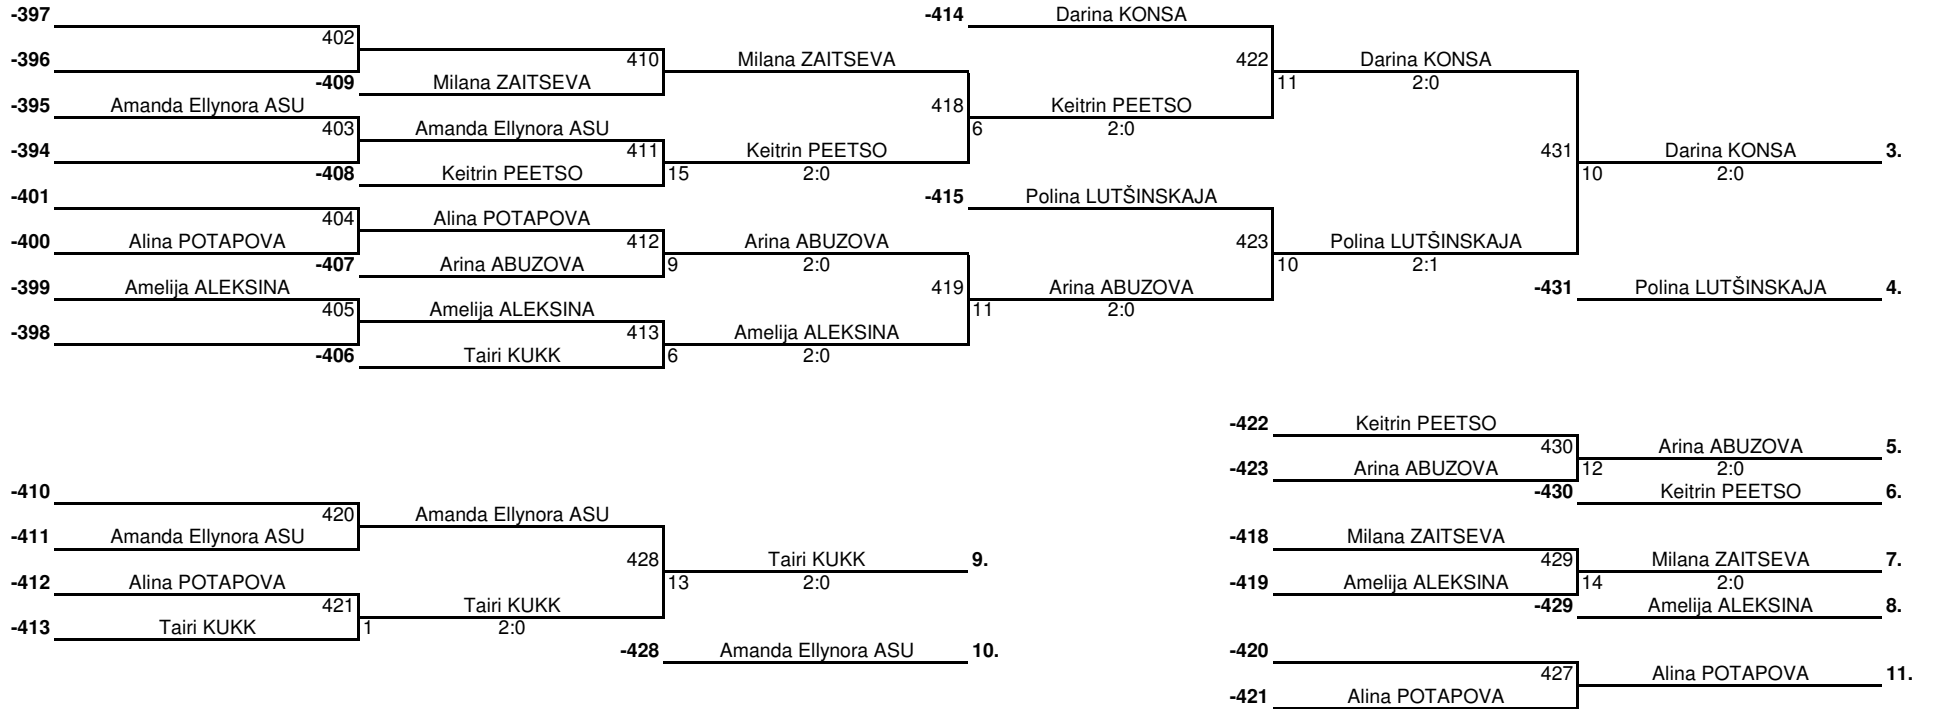 -397 -414 Darina KONSA
402
-396 410 Milana ZAITSEVA 422 Darina KONSA
-409 Milana ZAITSEVA 11 2:0
-395 Amanda Ellynora ASU 418 Keitrin PEETSO
403 Amanda Ellynora ASU 6 2:0
-394 411 Keitrin PEETSO 431 Darina KONSA 3.
-408 Keitrin PEETSO 15 2:0 10 2:0
-401 -415 Polina LUTŠINSKAJA
404 Alina POTAPOVA
-400 Alina POTAPOVA 412 Arina ABUZOVA 423 Polina LUTŠINSKAJA
-407 Arina ABUZOVA 9 2:0 10 2:1
-399 Amelija ALEKSINA 419 Arina ABUZOVA -431 Polina LUTŠINSKAJA 4.
405 Amelija ALEKSINA 11 2:0
-398 413 Amelija ALEKSINA
-406 Tairi KUKK 6 2:0
-422 Keitrin PEETSO
430 Arina ABUZOVA 5.
-423 Arina ABUZOVA 12 2:0
-410 -430 Keitrin PEETSO 6.
420 Amanda Ellynora ASU
-411 Amanda Ellynora ASU -418 Milana ZAITSEVA
428 Tairi KUKK 9. 429 Milana ZAITSEVA 7.
-412 Alina POTAPOVA 13 2:0 -419 Amelija ALEKSINA 14 2:0
421 Tairi KUKK -429 Amelija ALEKSINA 8.
-413 Tairi KUKK 1 2:0
-428 Amanda Ellynora ASU 10. -420
427 Alina POTAPOVA 11.
-421 Alina POTAPOVA